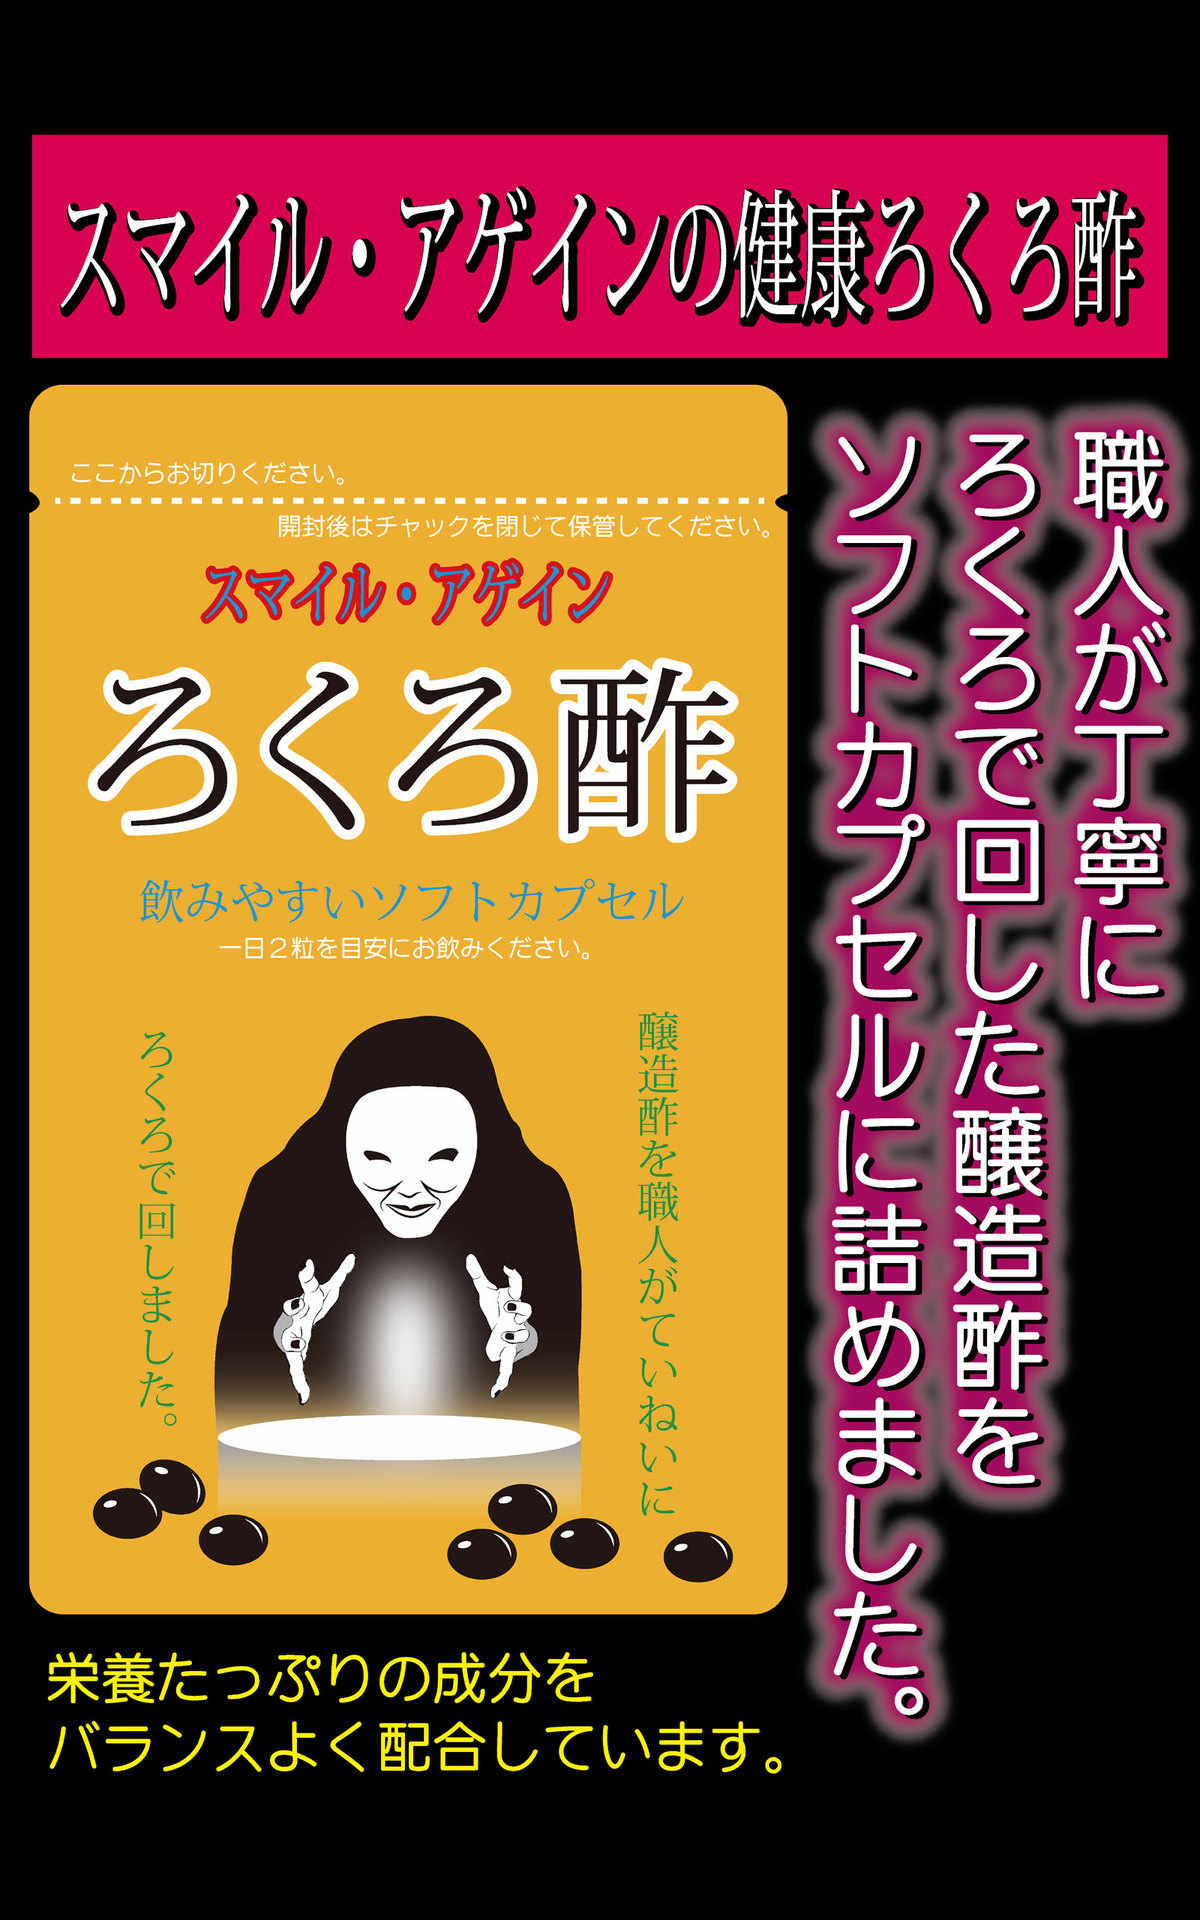 スマイル・アゲインの健康ろくろ酢
職人が丁寧に
ろくろで回した醸造酢を
ソフトカプセルに詰めました。
ここからお切りください。
開封後はチャックを閉じて保管してください。
スマイル・アゲイン
ろくろ酢
飲みやすいソフトカプセル
一日２粒を目安にお飲みください。
醸造酢を職人がていねいに
ろくろで回しました。
栄養たっぷりの成分を
バランスよく配合しています。